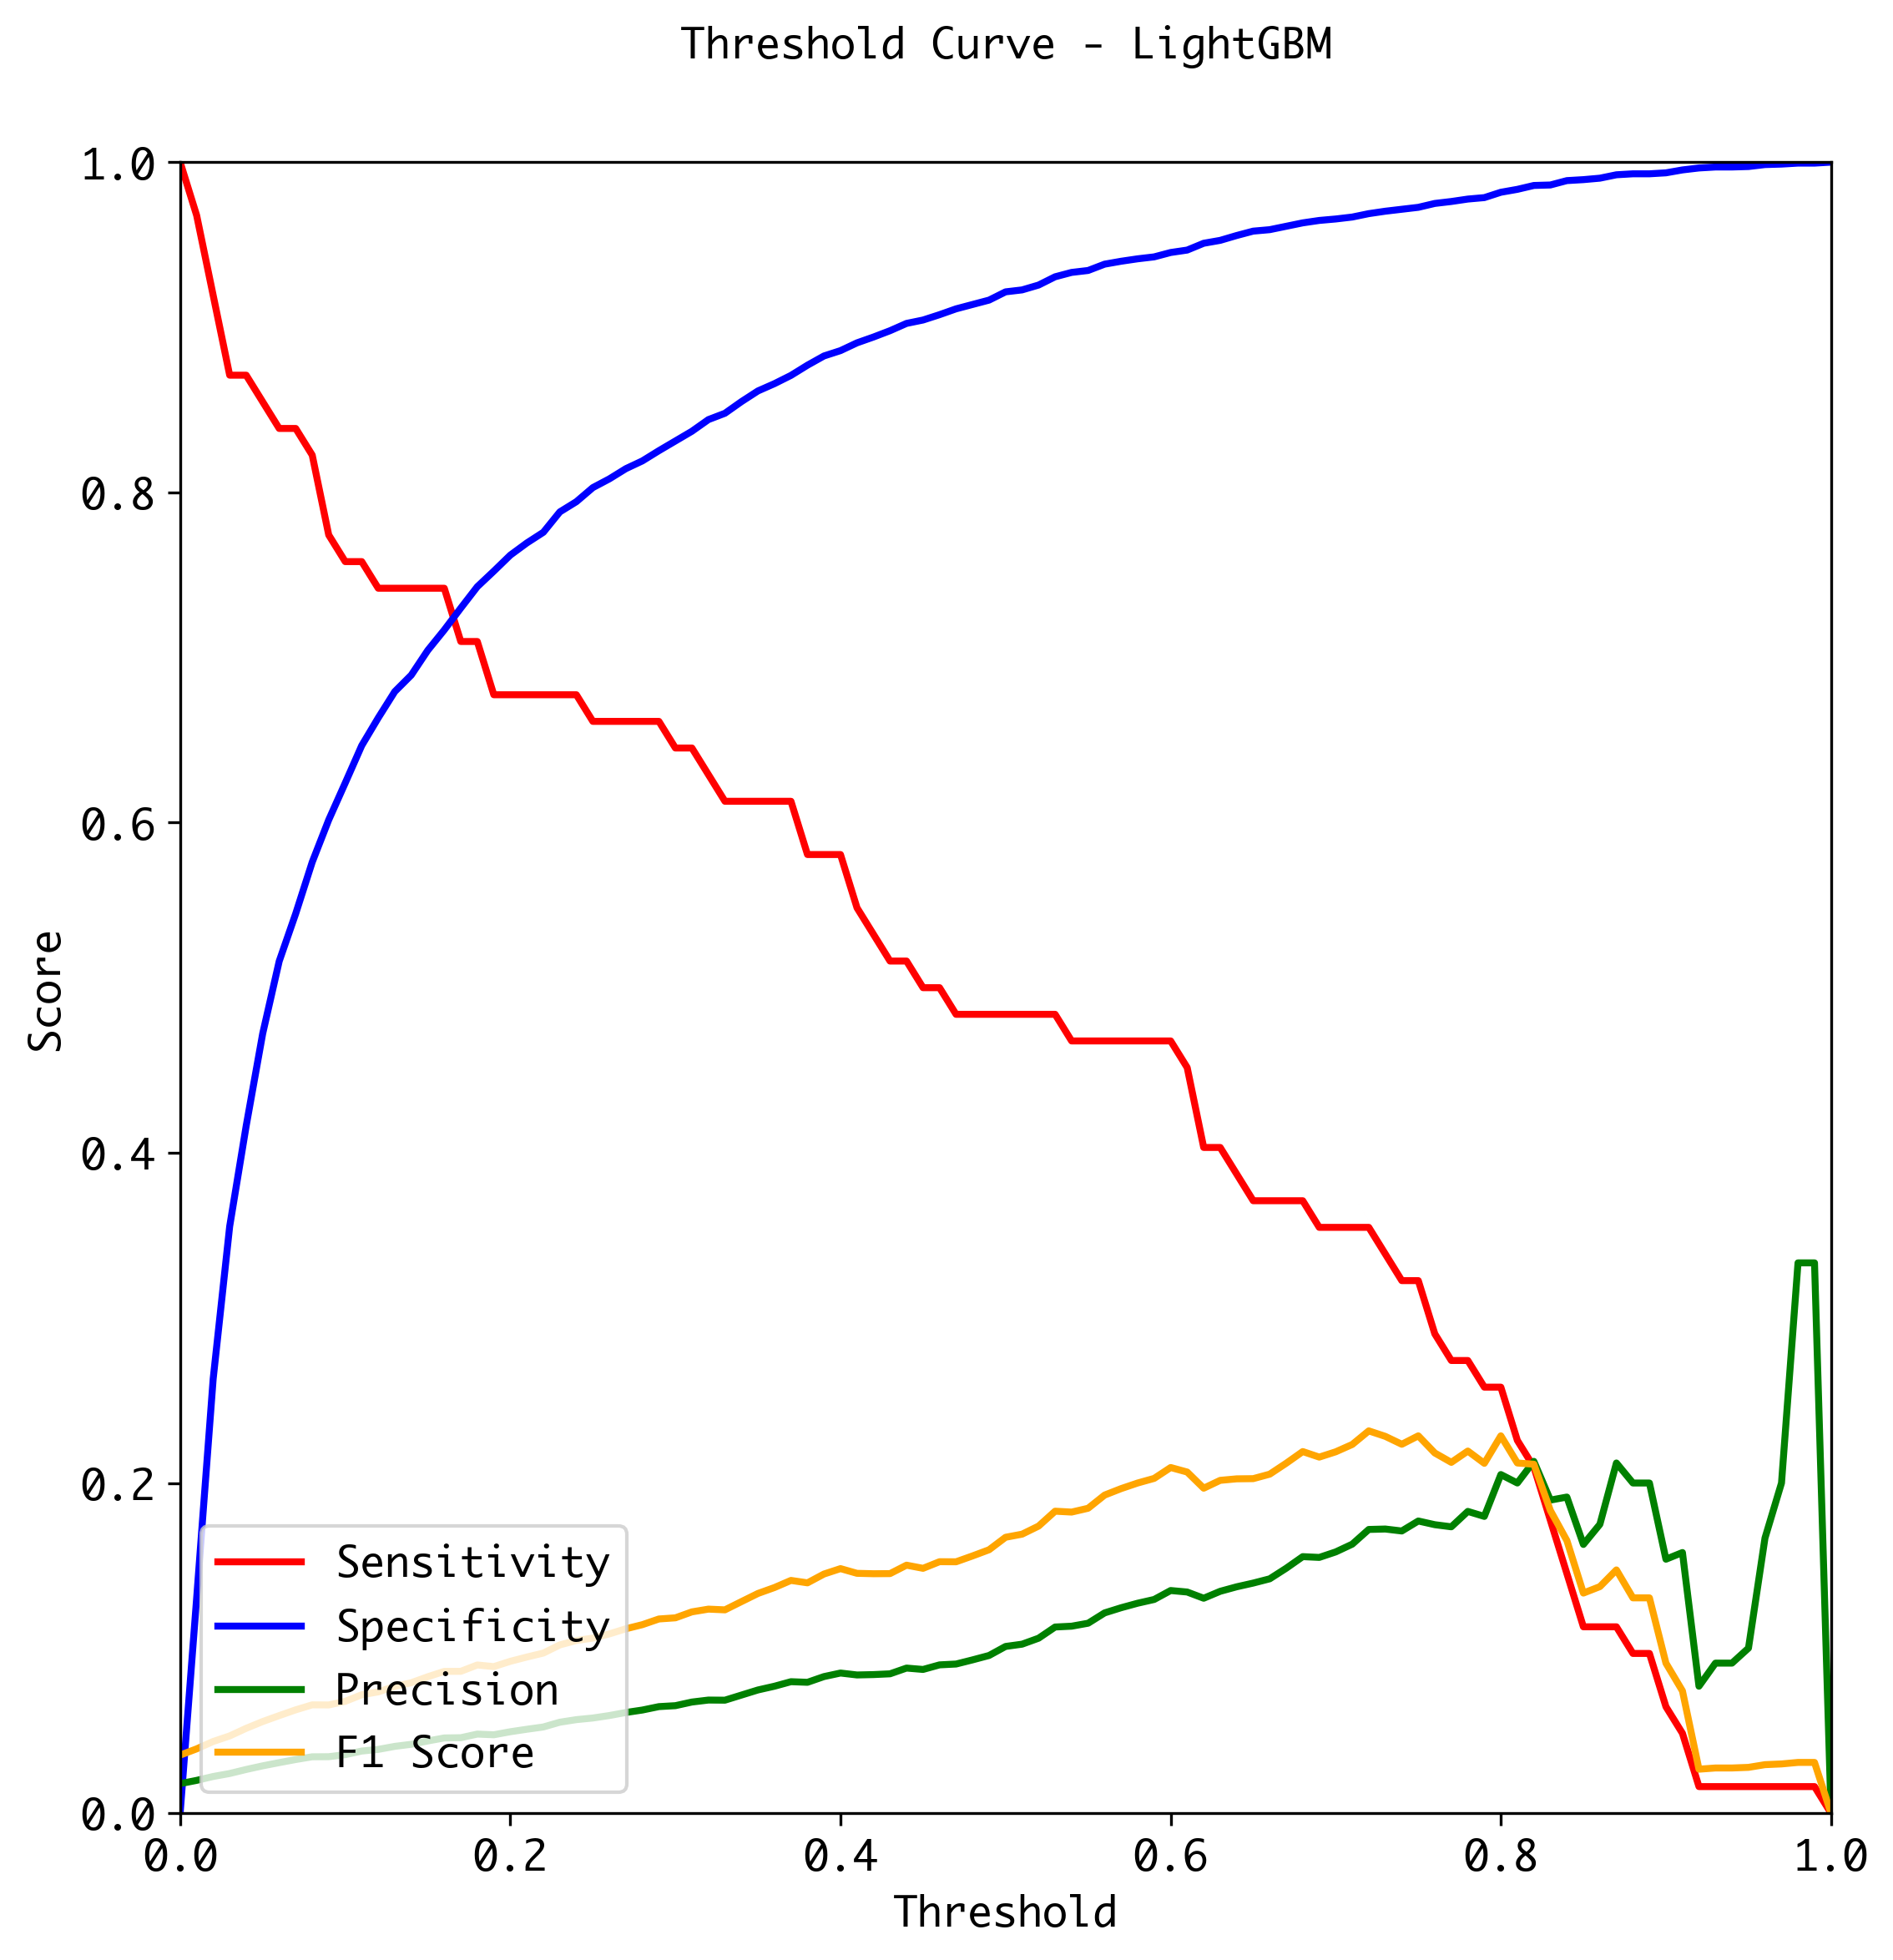 Threshold Curve - LightGBM
1.0
0.8
0.6
0.4
0.2
0.0
Score
Sensitivity
Specificity
Precision
F1 Score
0.0 0.2 0.4 0.6 0.8 1.0
Threshold